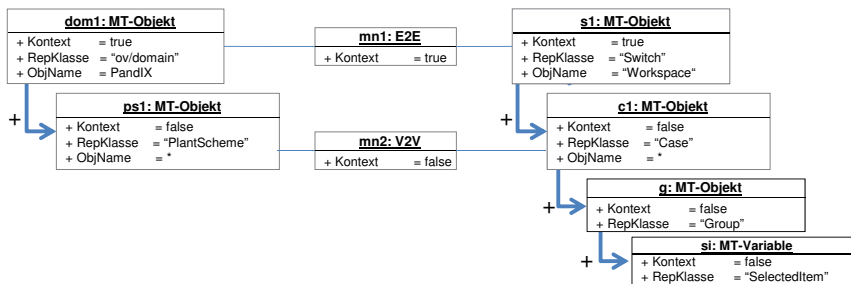 dom1: MT-Objekt
+ Kontext = true
+ RepKlasse = "ov/domain"
+ ObjName = PandIX
mn1: E2E
+ Kontext = true
s1: MT-Objekt
+ Kontext = true
+ RepKlasse = “Switch”
+ ObjName = “Workspace“
+
ps1: MT-Objekt
+ Kontext = false
+ RepKlasse = “PlantScheme”
+ ObjName = *
mn2: V2V
+ Kontext = false
+
c1: MT-Objekt
+ Kontext = false
+ RepKlasse = “Case”
+ ObjName = *
+
g: MT-Objekt
+ Kontext = false
+ RepKlasse = “Group”
+
si: MT-Variable
+ Kontext = false
+ RepKlasse = “SelectedItem”